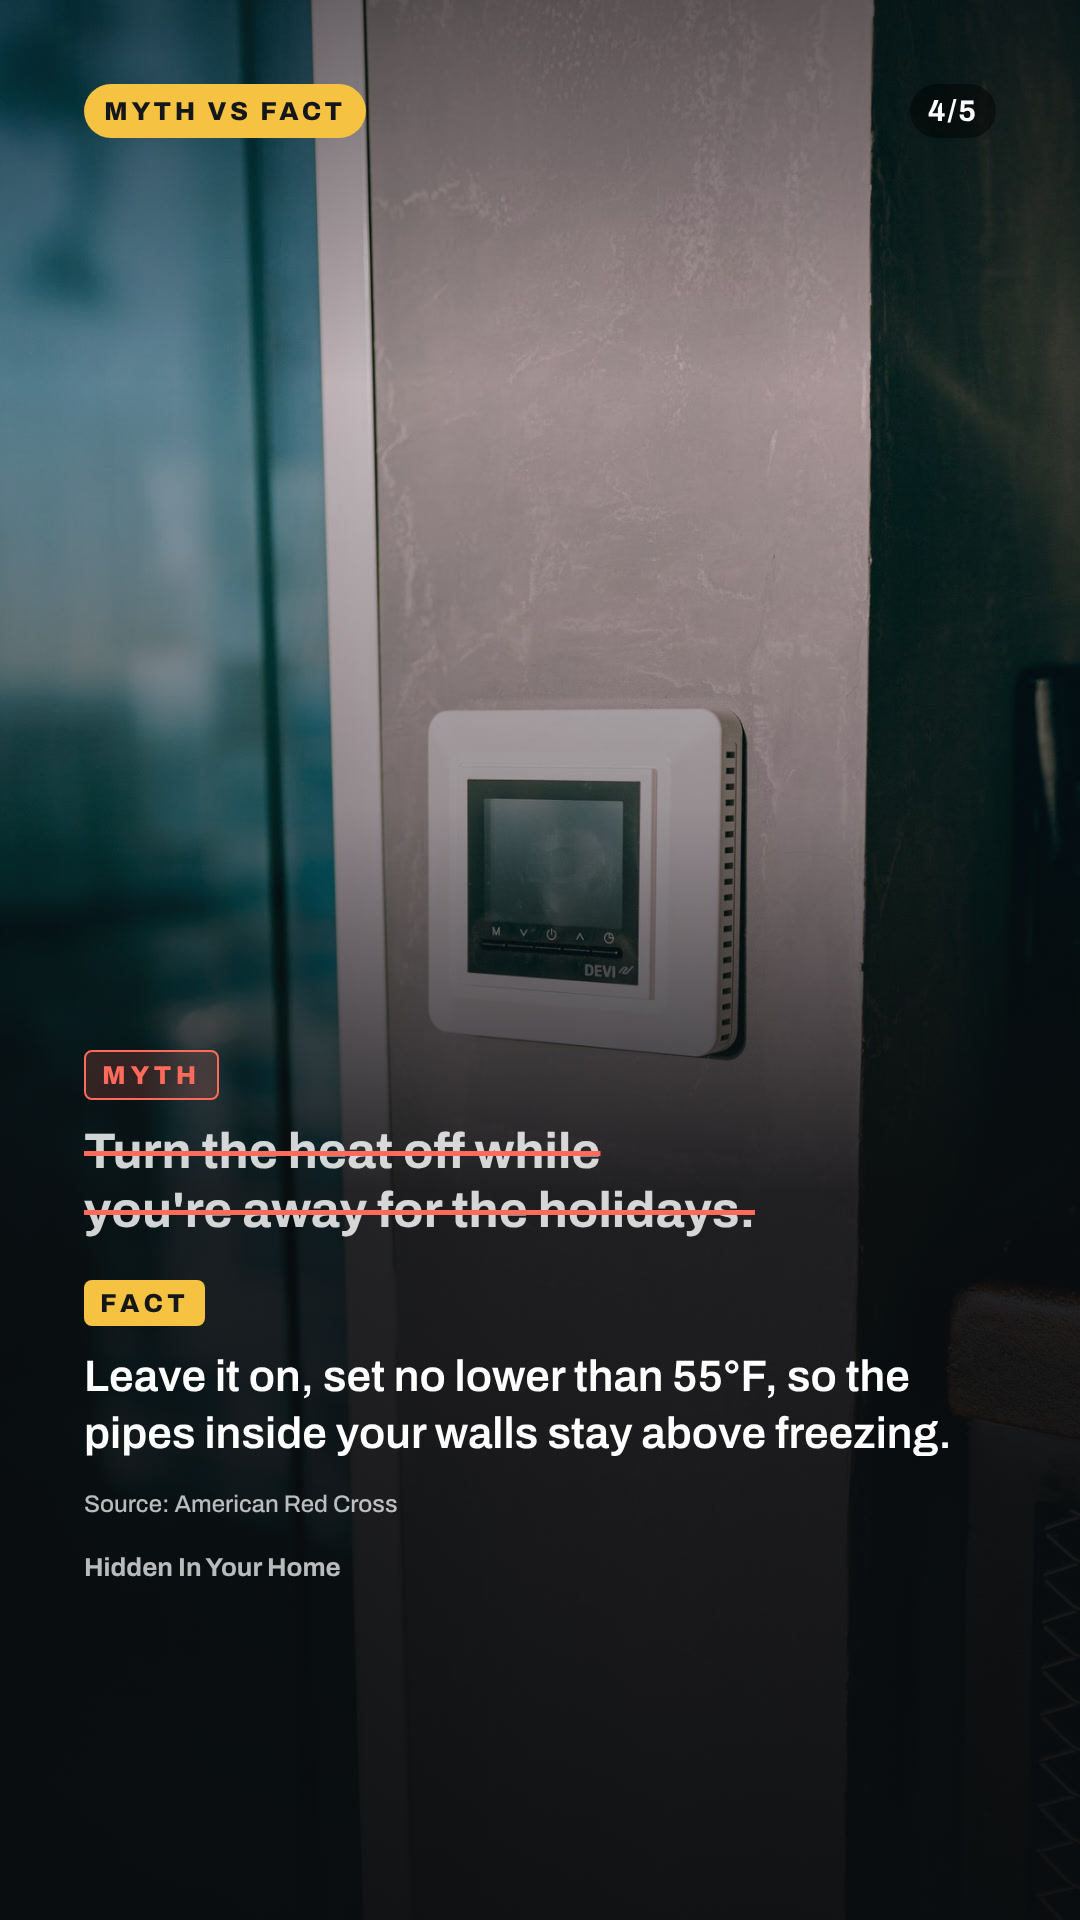 MYTH VS FACT
4/5
M
DEVI
MYTH
Turn the heat off while
you're away for the holidays.
FACT
Leave it on, set no lower than 55°F, so the
pipes inside your walls stay above freezing.
Source: American Red Cross
Hidden In Your Home